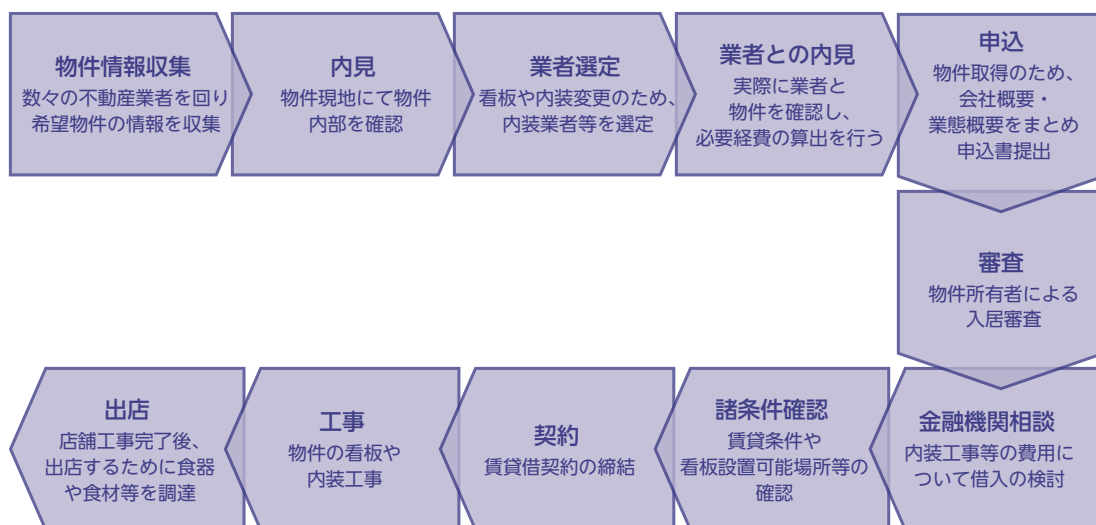 物件情報収集
数々の不動産業者を回り
希望物件の情報を収集
内見
物件現地にて物件
内部を確認
業者選定
看板や内装変更のため、
内装業者等を選定
業者との内見
実際に業者と
物件を確認し、
必要経費の算出を行う
申込
物件取得のため、
会社概要・
業態概要をまとめ
申込書提出
審査
物件所有者による
入居審査
金融機関相談
内装工事等の費用に
ついて借入の検討
諸条件確認
賃貸条件や
看板設置可能場所等の
確認
契約
賃貸借契約の締結
工事
物件の看板や
内装工事
出店
店舗工事完了後、
出店するために食器
や食材等を調達